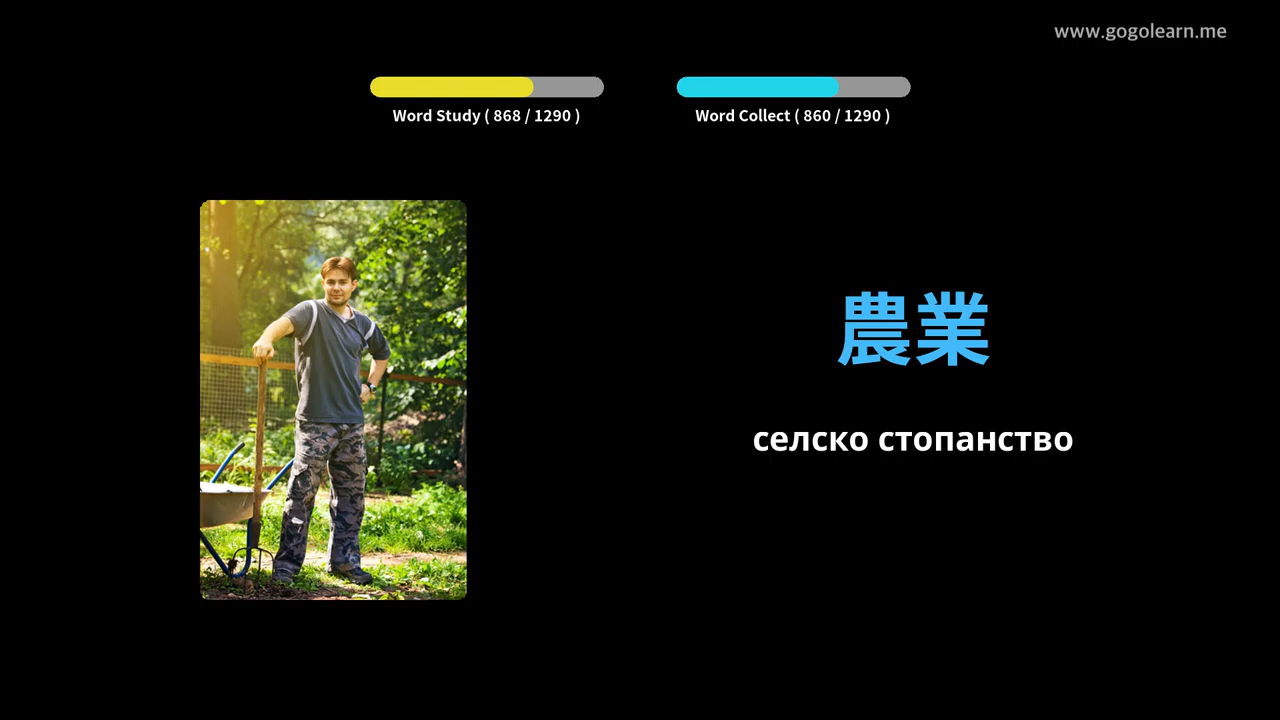 www.gogolearn.me
Word Study ( 868 / 1290 )
Word Collect ( 860 / 1290 )
農業
селско стопанство